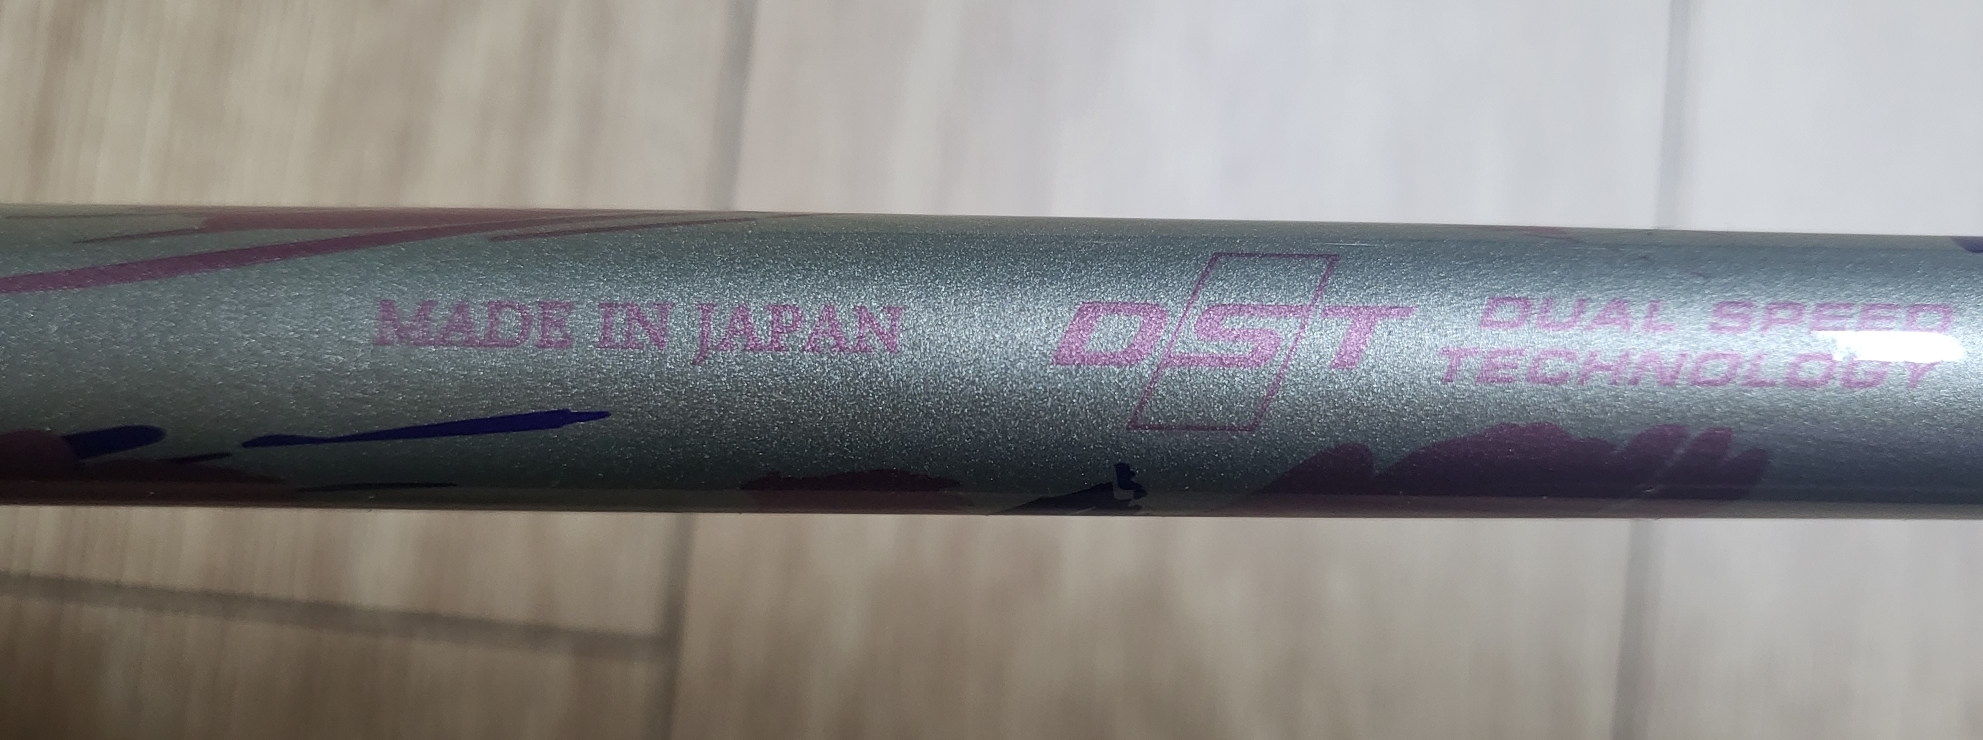 MADE IN JAPAN
DST
DUAL SPEED
TECHNOLOGY